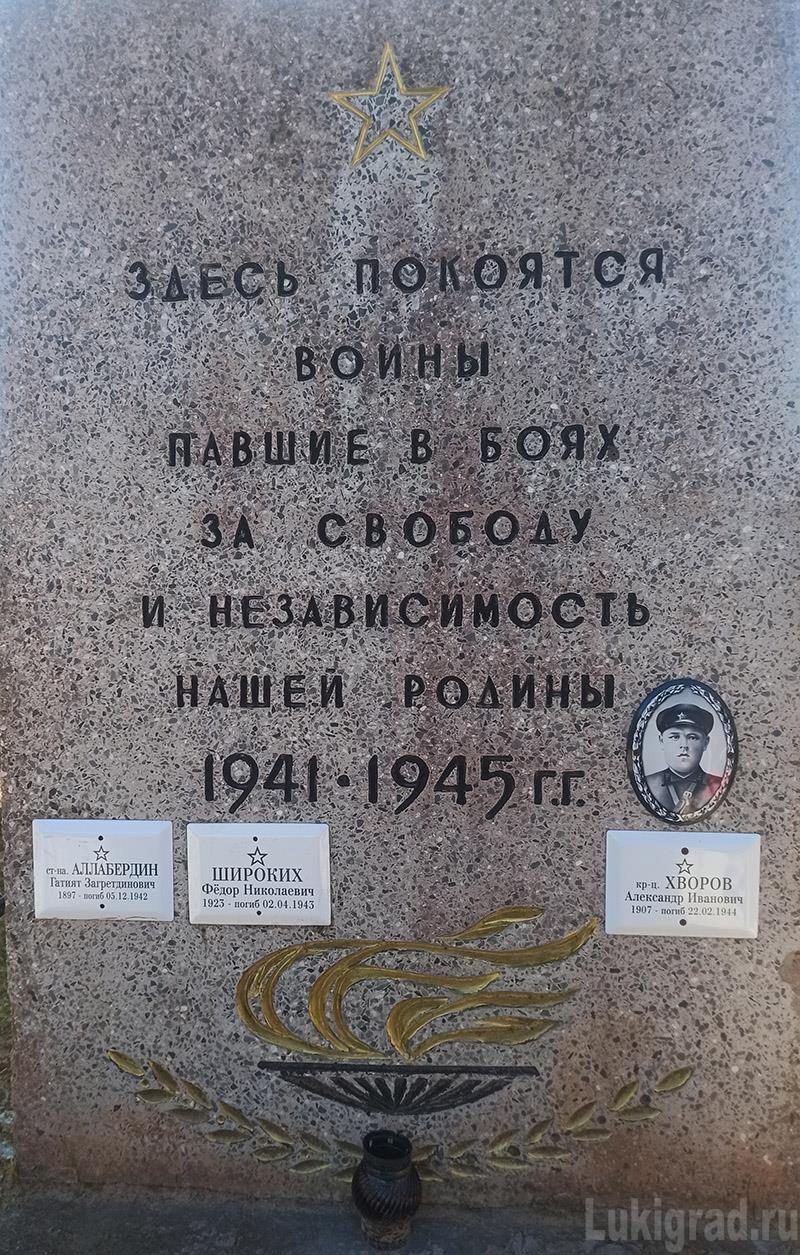 ЗДЕСЬ ПОКОЯТСЯ
ВОИНЫ
ПАВШИЕ В БОЯХ
ЗА СВОБОДУ
И НЕЗАВИСИМОСТЬ
НАШЕЙ РОДИНЫ
1941·1945 г.г.
ст-на. АЛЛАБЕРДИН
Гатият Загретдинович
1897 - погиб 05.12.1942
ШИРОКИХ
Фёдор Николаевич
1923 - погиб 02.04.1943
кр-ц. ХВОРОВ
Александр Иванович
1907 - погиб 22.02.1944
Lukigrad.ru